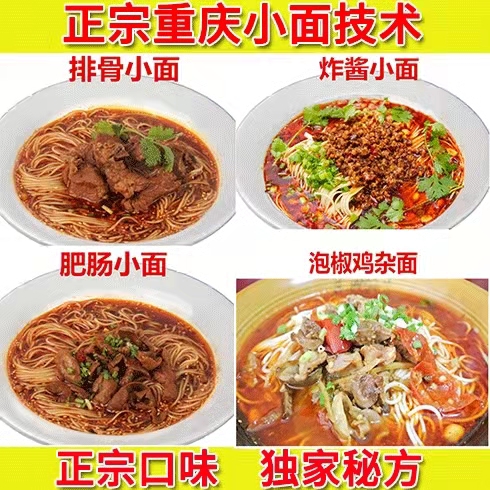 正宗重庆小面技术
排骨小面
炸酱小面
肥肠小面
泡椒鸡杂面
正宗口味 独家秘方